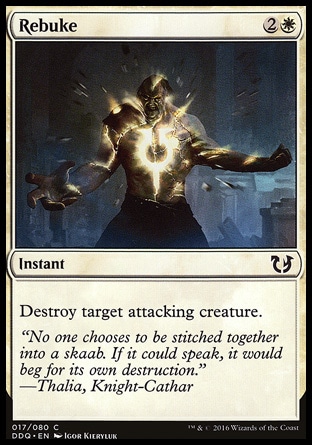 Rebuke 2
Instant
Destroy target attacking creature.
“No one chooses to be stitched together
into a skaab. If it could speak, it would
beg for its own destruction.”
—Thalia, Knight-Cathar
017/080 C
DDQ • EN Igor Kieryluk ™ & © 2016 Wizards of the Coast